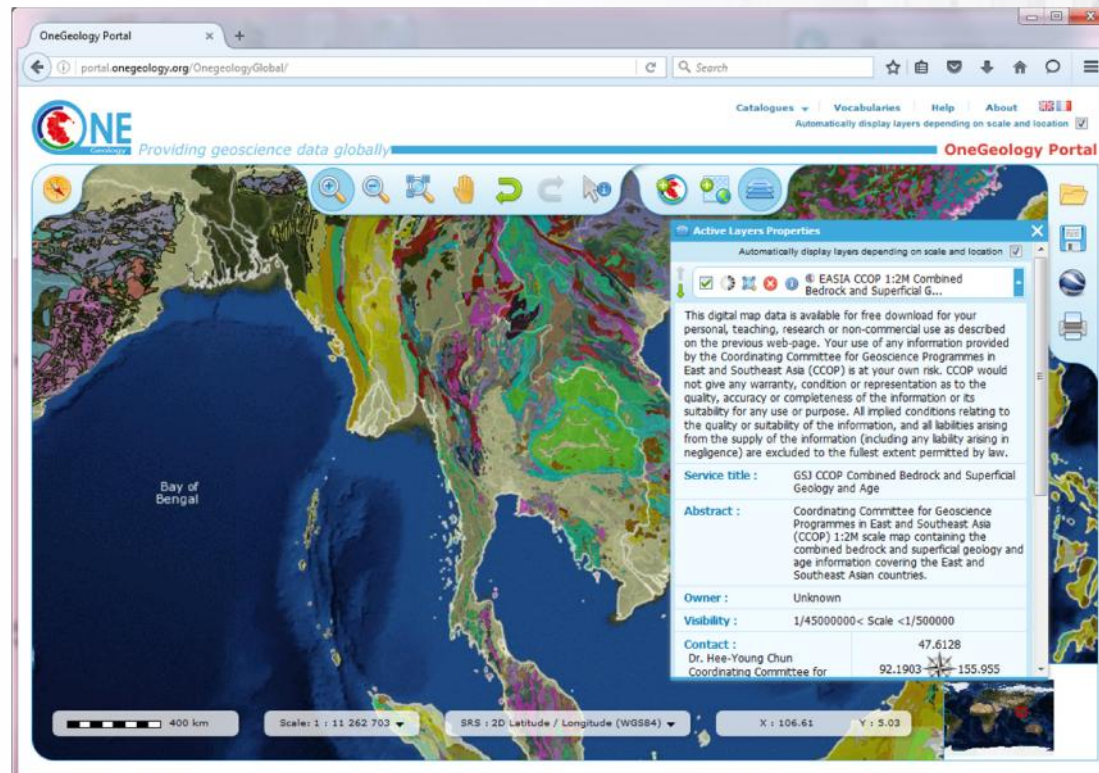 OneGeology Portal
portal.onegeology.org/OnegeologyGlobal/
Search
Catalogues Vocabularies Help About
Automatically display layers depending on scale and location
ONE
Geology
Providing geoscience data globally
OneGeology Portal
Active Layers Properties
Automatically display layers depending on scale and location
© EASIA CCOP 1:2M Combined
Bedrock and Superficial G...
This digital map data is available for free download for your
personal, teaching, research or non-commercial use as described
on the previous web-page. Your use of any information provided
by the Coordinating Committee for Geoscience Programmes in
East and Southeast Asia (CCOP) is at your own risk. CCOP would
not give any warranty, condition or representation as to the
quality, accuracy or completeness of the information or its
suitability for any use or purpose. All implied conditions relating to
the quality or suitability of the information, and all liabilities arising
from the supply of the information (including any liability arising in
negligence) are excluded to the fullest extent permitted by law.
Service title : GSJ CCOP Combined Bedrock and Superficial
Geology and Age
Abstract : Coordinating Committee for Geoscience
Programmes in East and Southeast Asia
(CCOP) 1:2M scale map containing the
combined bedrock and superficial geology and
age information covering the East and
Southeast Asian countries.
Owner : Unknown
Visibility : 1/45000000< Scale <1/500000
Contact : 47.6128
Dr. Hee-Young Chun
Coordinating Committee for 92.1903 155.955
Bay of
Bengal
400 km Scale: 1 : 11 262 703 SRS : 2D Latitude / Longitude (WGS84) X : 106.61 Y : 5.03